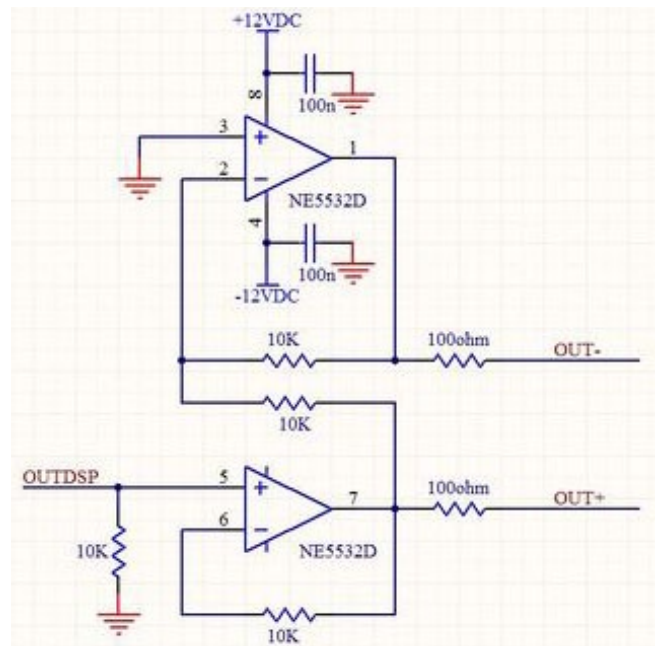 +12VDC
8
100n
3
1
2
NE5532D
4
100n
-12VDC
10K
100ohm
OUT-
10K
OUTDSP
5
7
100ohm
OUT+
6
NE5532D
10K
10K